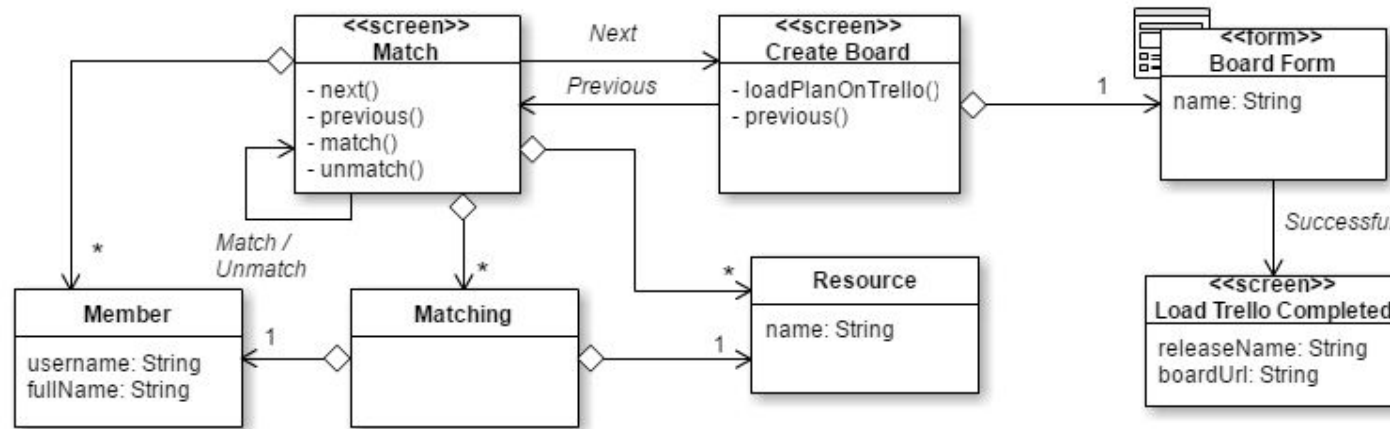 <<screen>>
Match
- next()
- previous()
- match()
- unmatch()
Next
Previous
<<screen>>
Create Board
- loadPlanOnTrello()
- previous()
1
<<form>>
Board Form
name: String
Successful
*
Match /
Unmatch
*
*
Member
username: String
fullName: String
1
Matching
1
Resource
name: String
<<screen>>
Load Trello Completed
releaseName: String
boardUrl: String